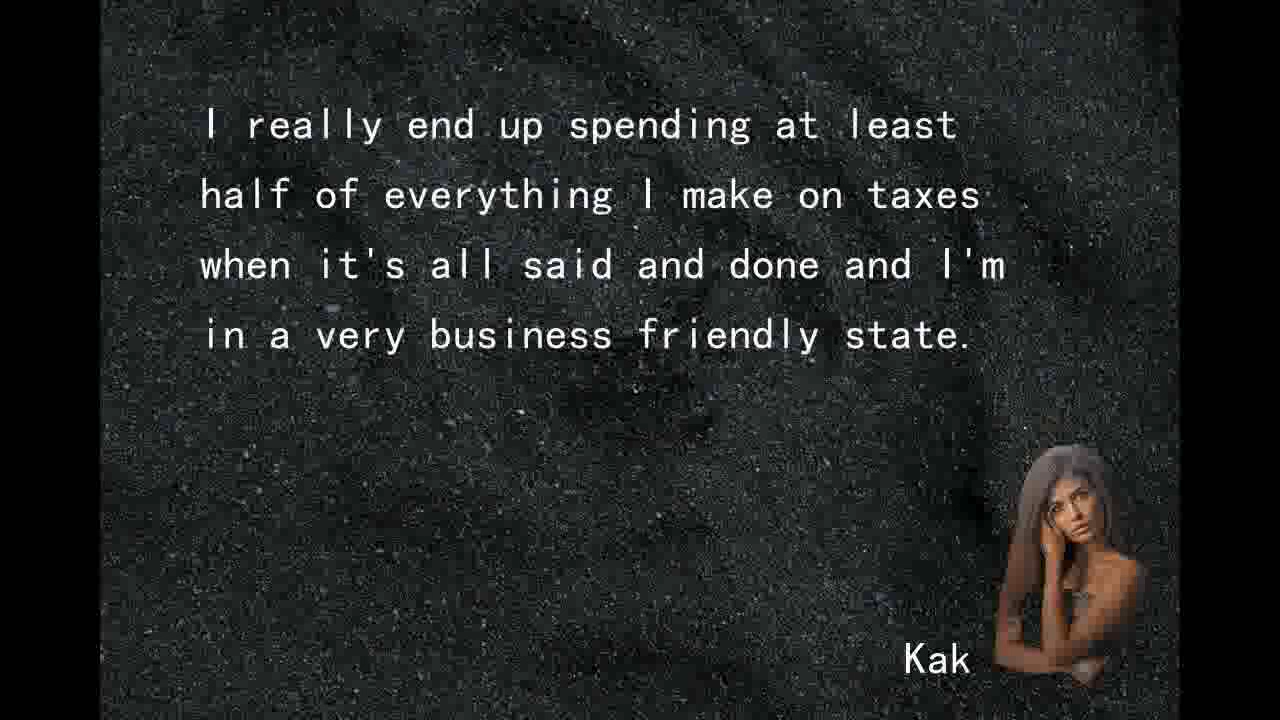 I really end up spending at least
half of everything I make on taxes
when it's all said and done and I'm
in a very business friendly state.
Kak